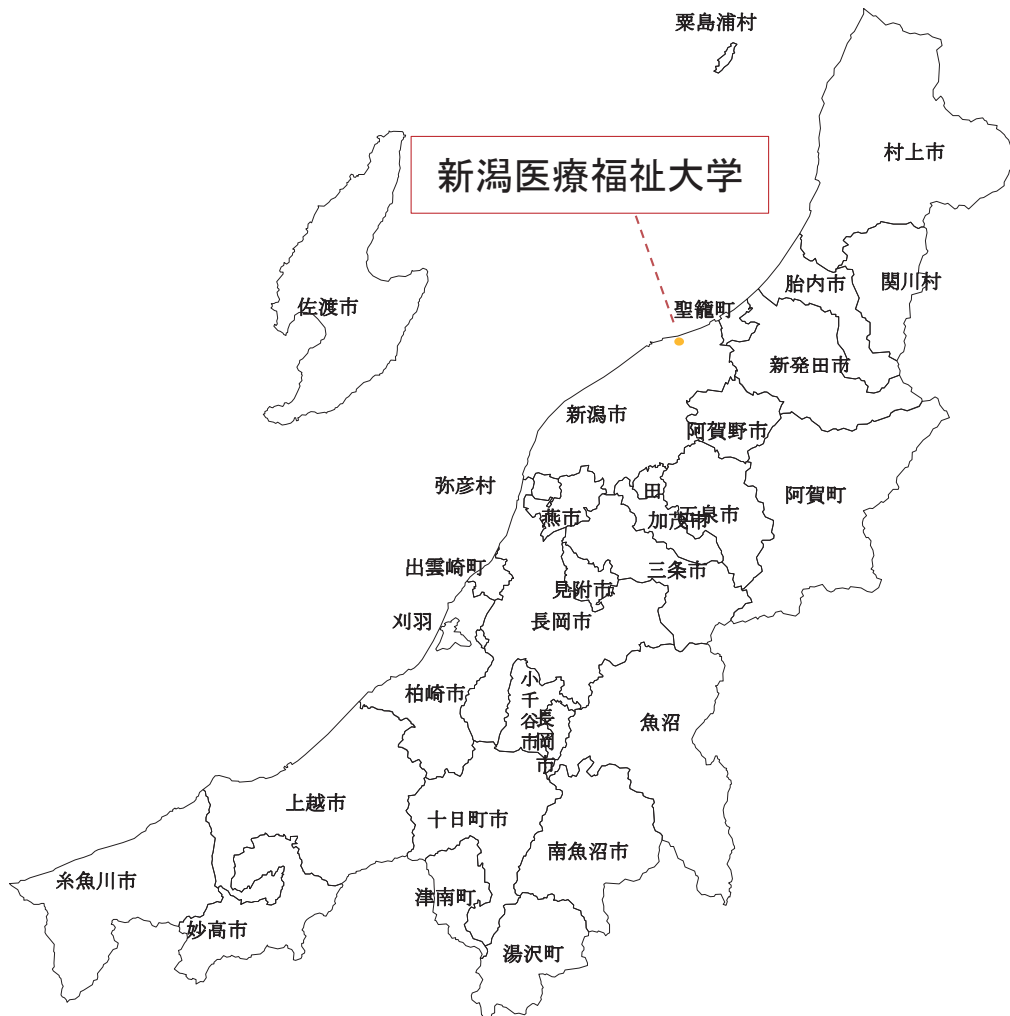 粟島浦村
村上市
新潟医療福祉大学
関川村
胎内市
佐渡市
聖籠町
新発田市
新潟市
阿賀野市
弥彦村
田
阿賀町
燕市
加茂市
五泉市
出雲崎町
三条市
見附市
刈羽
長岡市
小千谷市
柏崎市
長岡市
魚沼
上越市
十日町市
南魚沼市
糸魚川市
津南町
妙高市
湯沢町